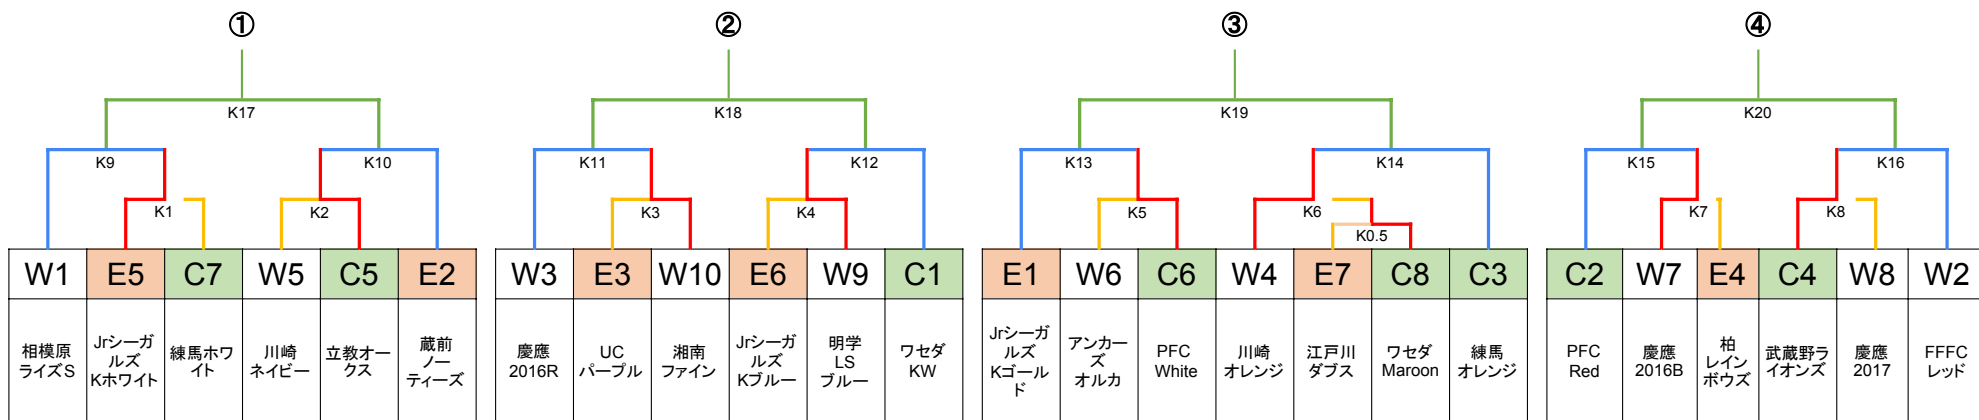 ① ② ③ ④
K17 K18 K19 K20
K9 K10 K11 K12 K13 K14 K15 K16
K1 K2 K3 K4 K5 K6 K7 K8
K0.5
W1 E5 C7 W5 C5 E2 W3 E3 W10 E6 W9 C1 E1 W6 C6 W4 E7 C8 C3 C2 W7 E4 C4 W8 W2
相模原
ライズS
Jrシーガ
ルズ
Kホワイト
練馬ホワ
イト
川崎
ネイビー
立教オー
クス
蔵前
ノー
ティーズ
慶應
2016R
UC
パープル
湘南
ファイン
Jrシーガ
ルズ
Kブルー
明学
LS
ブルー
ワセダ
KW
Jrシーガ
ルズ
Kゴール
ド
アンカー
ズ
オルカ
PFC
White
川崎
オレンジ
江戸川
ダブス
ワセダ
Maroon
練馬
オレンジ
PFC
Red
慶應
2016B
柏
レイン
ボウズ
武蔵野ラ
イオンズ
慶應
2017
FFFC
レッド